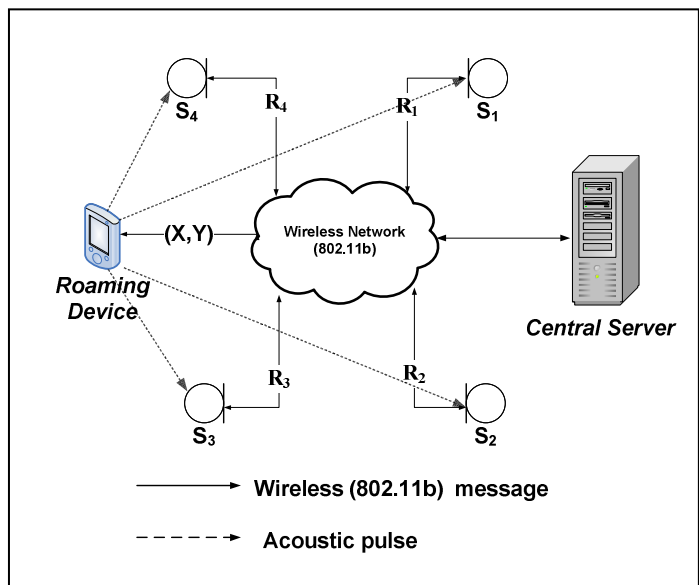 S4
R4
R1
S1
Wireless Network
(802.11b)
(X,Y)
Roaming
Device
Central Server
R3
R2
S3
S2
Wireless (802.11b) message
Acoustic pulse